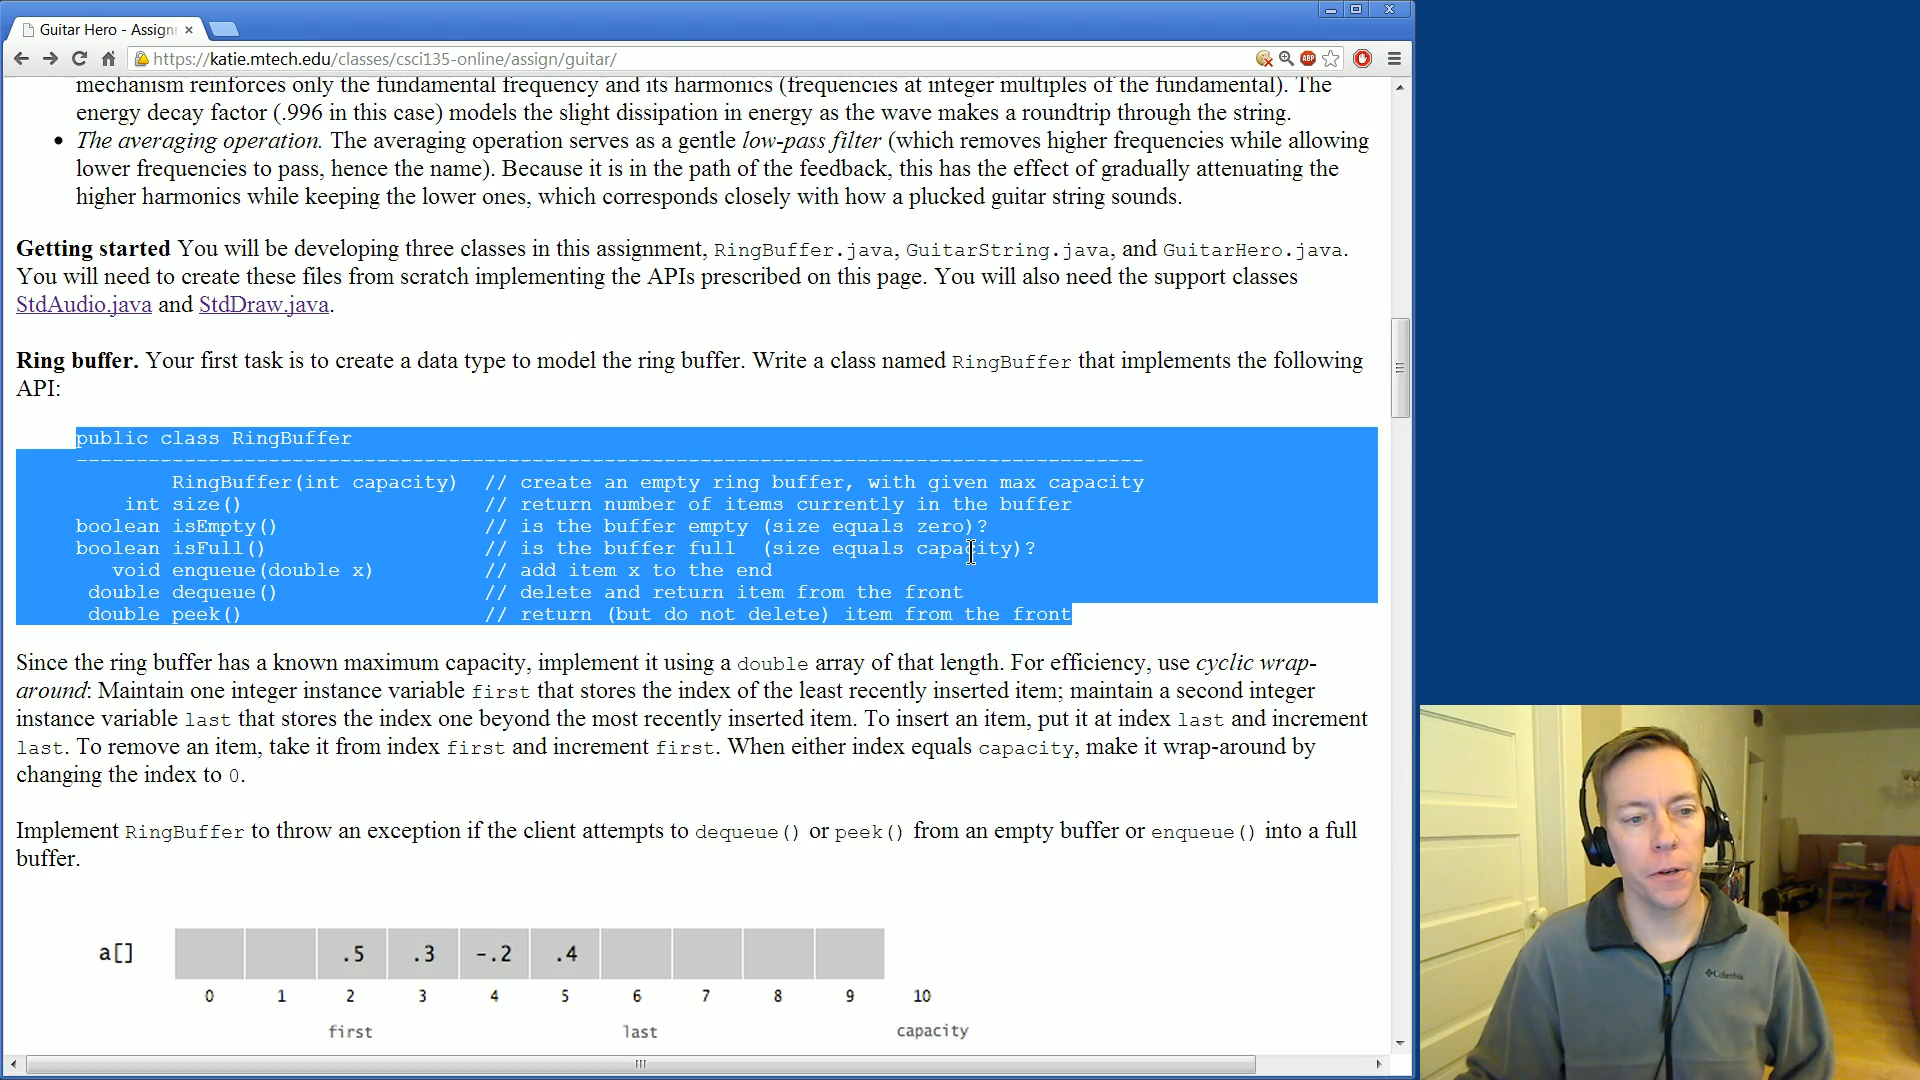 Guitar Hero - Assign
https://katie.mtech.edu/classes/csci135-online/assign/guitar/
ABP
mechanism reinforces only the fundamental frequency and its harmonics (frequencies at integer multiples of the fundamental). The
energy decay factor (.996 in this case) models the slight dissipation in energy as the wave makes a roundtrip through the string.
• The averaging operation. The averaging operation serves as a gentle low-pass filter (which removes higher frequencies while allowing
lower frequencies to pass, hence the name). Because it is in the path of the feedback, this has the effect of gradually attenuating the
higher harmonics while keeping the lower ones, which corresponds closely with how a plucked guitar string sounds.
Getting started You will be developing three classes in this assignment, RingBuffer.java, GuitarString.java, and GuitarHero.java.
You will need to create these files from scratch implementing the APIs prescribed on this page. You will also need the support classes
StdAudio.java and StdDraw.java.
Ring buffer. Your first task is to create a data type to model the ring buffer. Write a class named RingBuffer that implements the following
API:
public class RingBuffer
-----------------------------------------------------------------------------------------
RingBuffer(int capacity) // create an empty ring buffer, with given max capacity
int size() // return number of items currently in the buffer
boolean isEmpty() // is the buffer empty (size equals zero)?
boolean isFull() // is the buffer full (size equals capacity)?
void enqueue(double x) // add item x to the end
double dequeue() // delete and return item from the front
double peek() // return (but do not delete) item from the front
Since the ring buffer has a known maximum capacity, implement it using a double array of that length. For efficiency, use cyclic wrap-
around: Maintain one integer instance variable first that stores the index of the least recently inserted item; maintain a second integer
instance variable last that stores the index one beyond the most recently inserted item. To insert an item, put it at index last and increment
last. To remove an item, take it from index first and increment first. When either index equals capacity, make it wrap-around by
changing the index to 0.
Implement RingBuffer to throw an exception if the client attempts to dequeue() or peek() from an empty buffer or enqueue() into a full
buffer.
a[] .5 .3 -.2 .4
0 1 2 3 4 5 6 7 8 9 10
first last capacity
Columbia